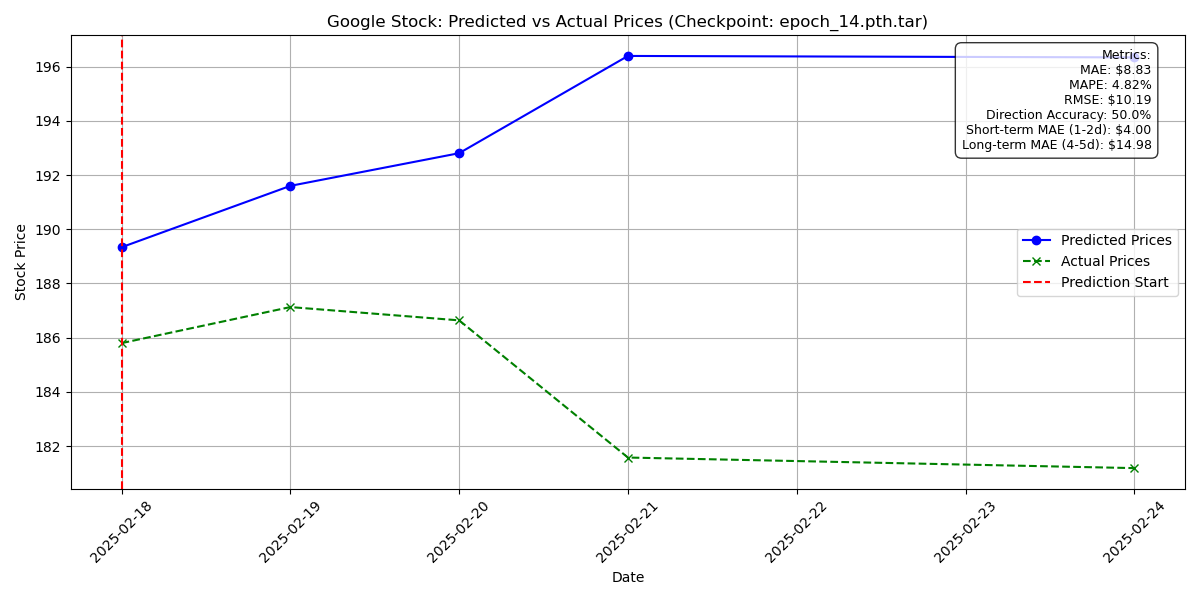 Google Stock: Predicted vs Actual Prices (Checkpoint: epoch_14.pth.tar)
Metrics:
MAE: $8.83
MAPE: 4.82%
RMSE: $10.19
Direction Accuracy: 50.0%
Short-term MAE (1-2d): $4.00
Long-term MAE (4-5d): $14.98
Predicted Prices
Actual Prices
Prediction Start
Stock Price
196
194
192
190
188
186
184
182
2025-02-18
2025-02-19
2025-02-20
2025-02-21
2025-02-22
2025-02-23
2025-02-24
Date